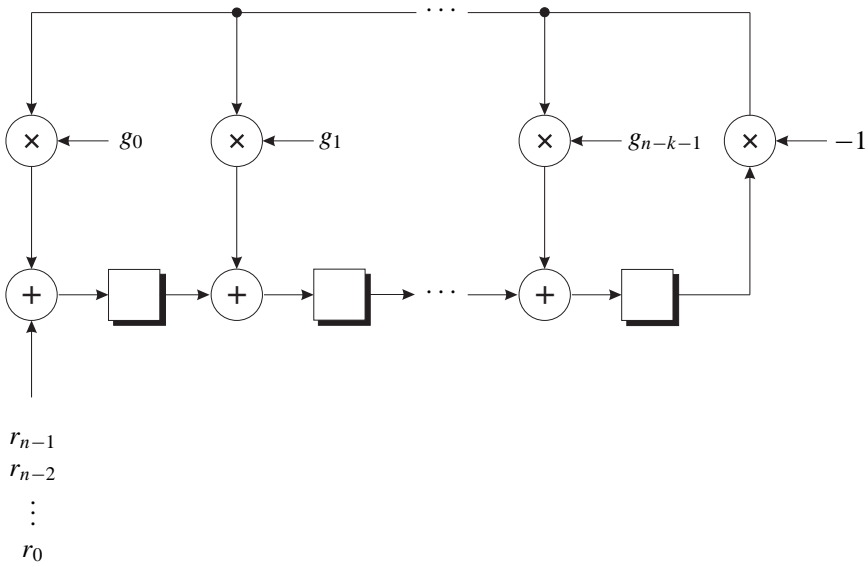 ···
× g₀ × g₁ × gₙ₋ₖ₋₁ × −1
+ + ··· +
rₙ₋₁
rₙ₋₂
⋮
r₀